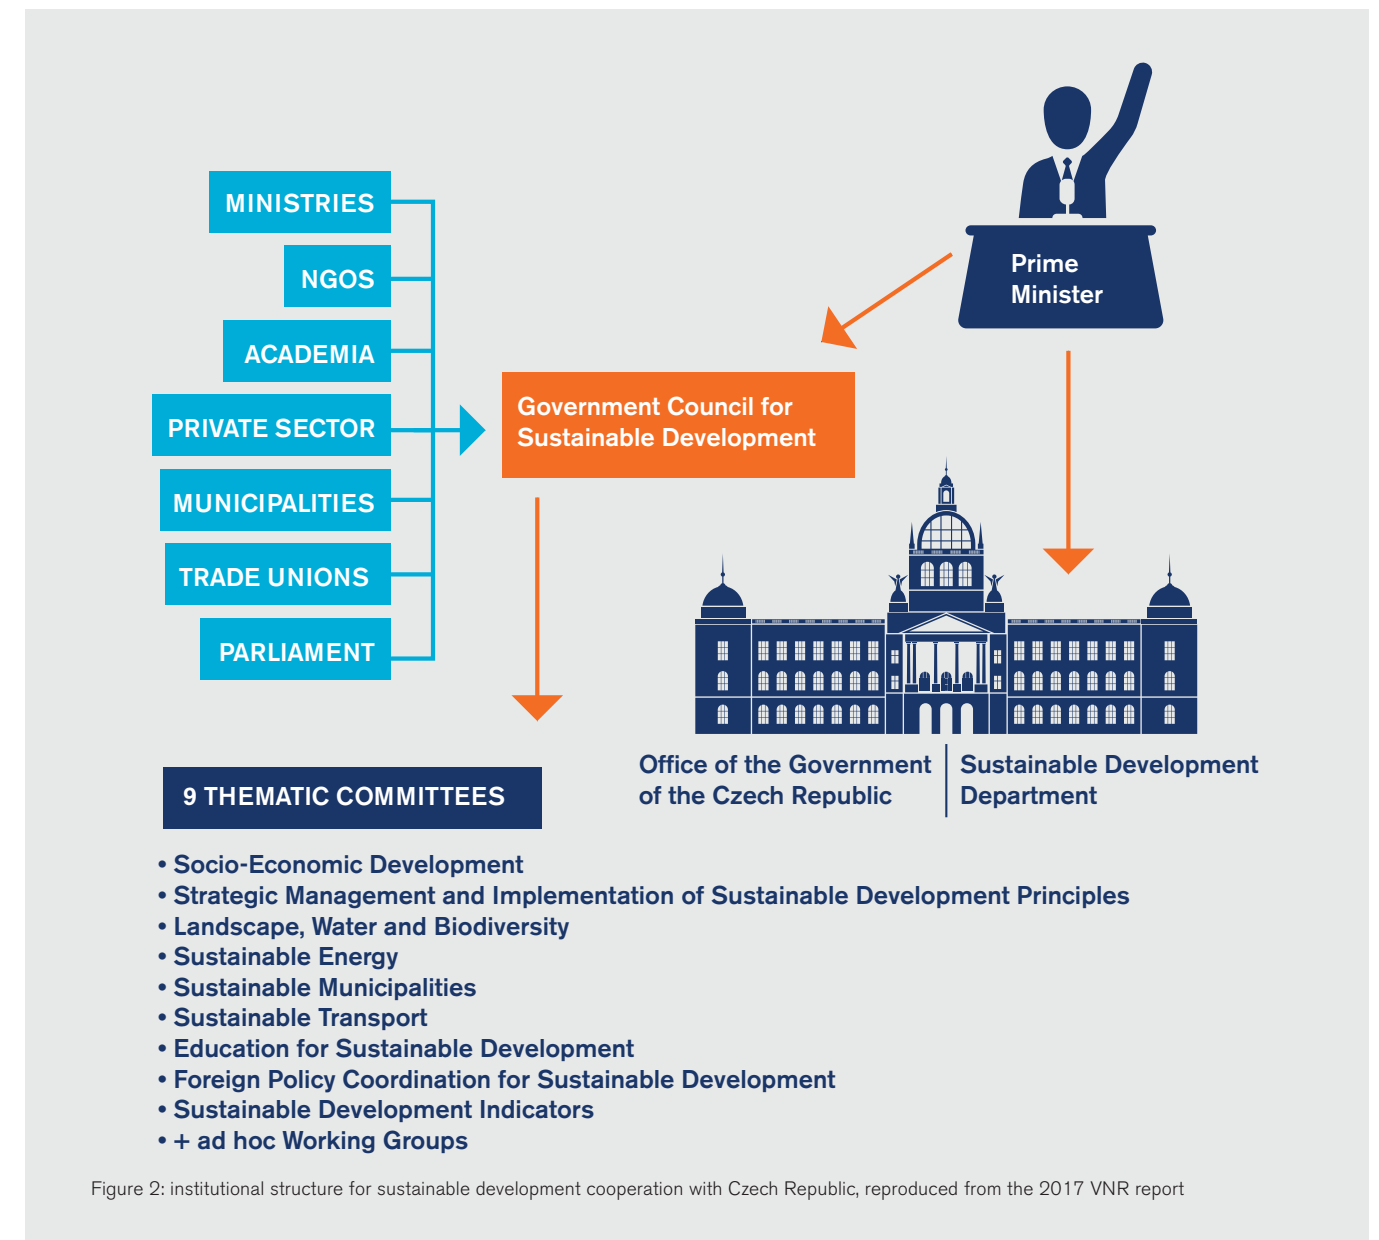 MINISTRIES
NGOS
ACADEMIA
PRIVATE SECTOR
MUNICIPALITIES
TRADE UNIONS
PARLIAMENT
Prime
Minister
Government Council for
Sustainable Development
Office of the Government
of the Czech Republic
Sustainable Development
Department
9 THEMATIC COMMITTEES
• Socio-Economic Development
• Strategic Management and Implementation of Sustainable Development Principles
• Landscape, Water and Biodiversity
• Sustainable Energy
• Sustainable Municipalities
• Sustainable Transport
• Education for Sustainable Development
• Foreign Policy Coordination for Sustainable Development
• Sustainable Development Indicators
• + ad hoc Working Groups
Figure 2: institutional structure for sustainable development cooperation with Czech Republic, reproduced from the 2017 VNR report